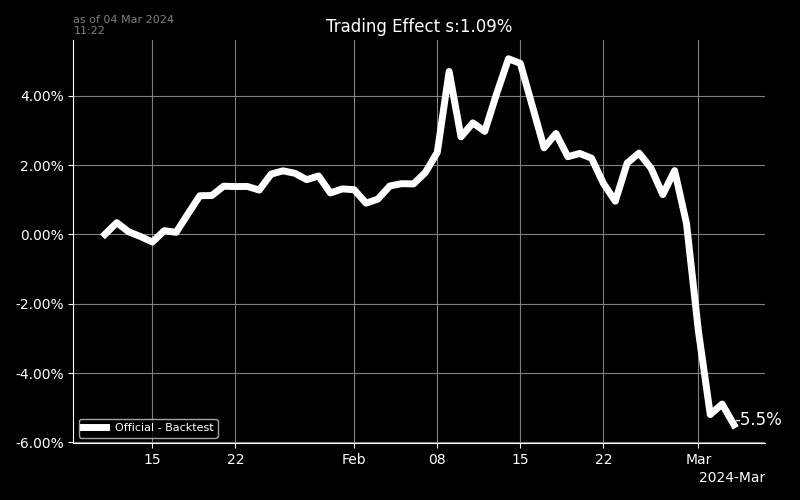 as of 04 Mar 2024
11:22
Trading Effect s:1.09%
4.00%
2.00%
0.00%
-2.00%
-4.00%
-6.00%
-5.5%
Official - Backtest
15
22
Feb
08
15
22
Mar
2024-Mar